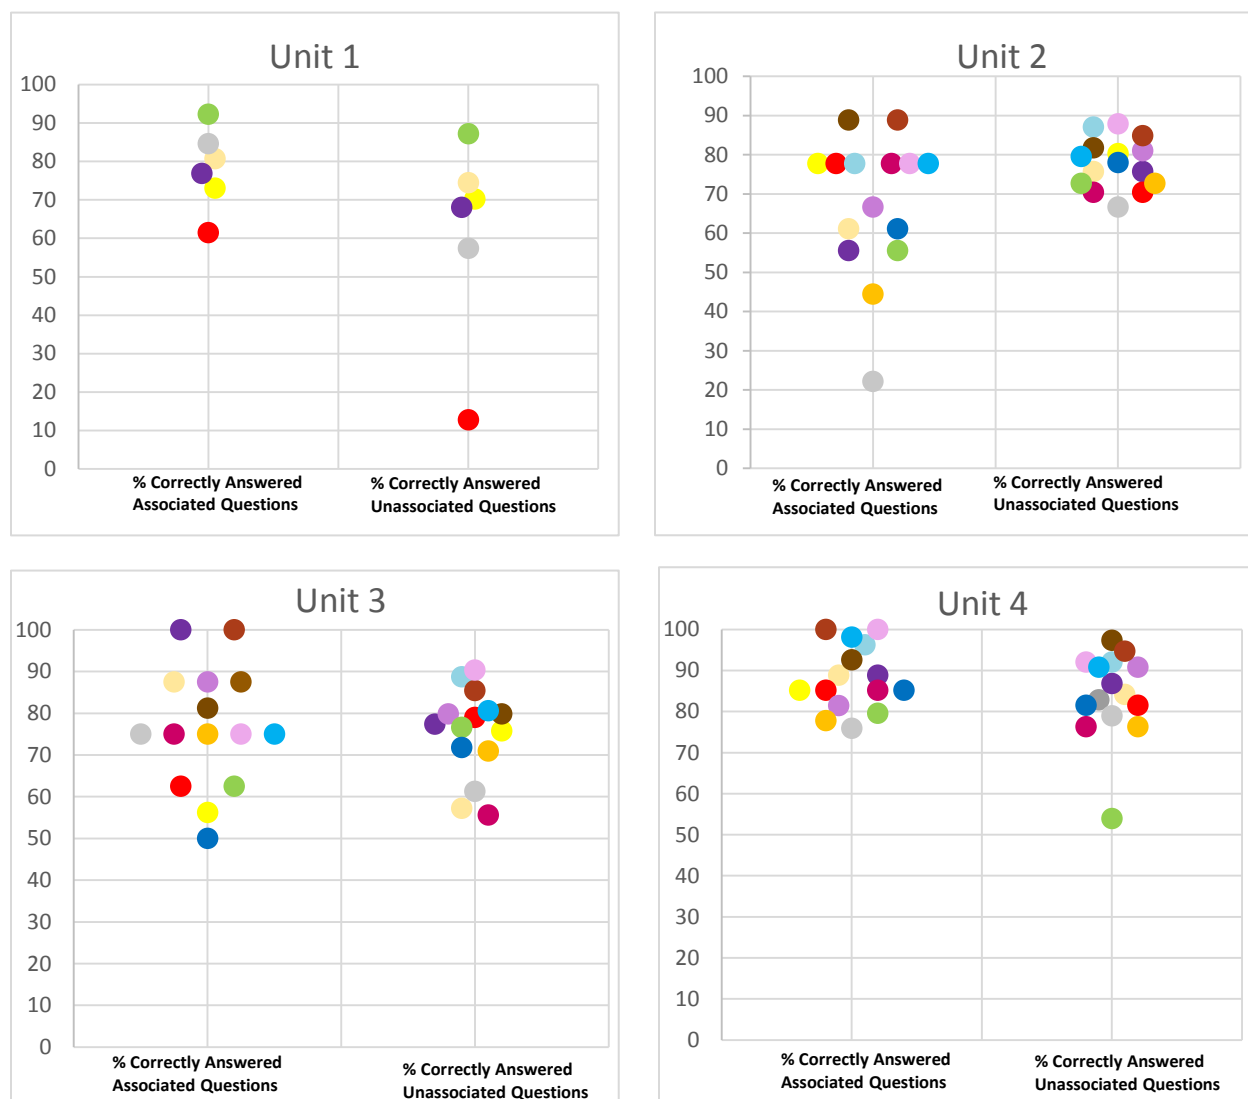 Unit 1
100
90
80
70
60
50
40
30
20
10
0
% Correctly Answered
Associated Questions
% Correctly Answered
Unassociated Questions
Unit 2
100
90
80
70
60
50
40
30
20
10
0
% Correctly Answered
Associated Questions
% Correctly Answered
Unassociated Questions
Unit 3
100
90
80
70
60
50
40
30
20
10
0
% Correctly Answered
Associated Questions
% Correctly Answered
Unassociated Questions
Unit 4
100
90
80
70
60
50
40
30
20
10
0
% Correctly Answered
Associated Questions
% Correctly Answered
Unassociated Questions